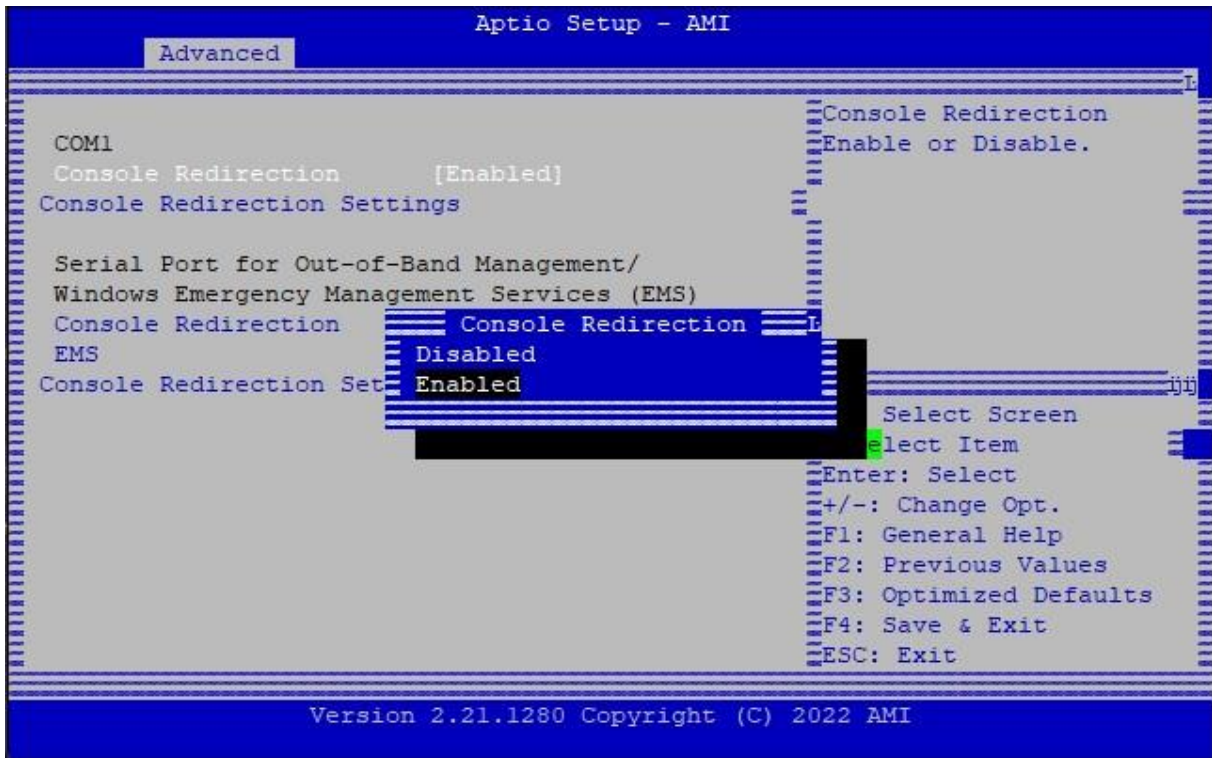 Aptio Setup - AMI
Advanced
COM1
Console Redirection [Enabled]
Console Redirection Settings
Serial Port for Out-of-Band Management/
Windows Emergency Management Services (EMS)
Console Redirection
EMS
Console Redirection Set
Console Redirection
Disabled
Enabled
Console Redirection
Enable or Disable.
Select Screen
elect Item
Enter: Select
+/-: Change Opt.
F1: General Help
F2: Previous Values
F3: Optimized Defaults
F4: Save & Exit
ESC: Exit
Version 2.21.1280 Copyright (C) 2022 AMI